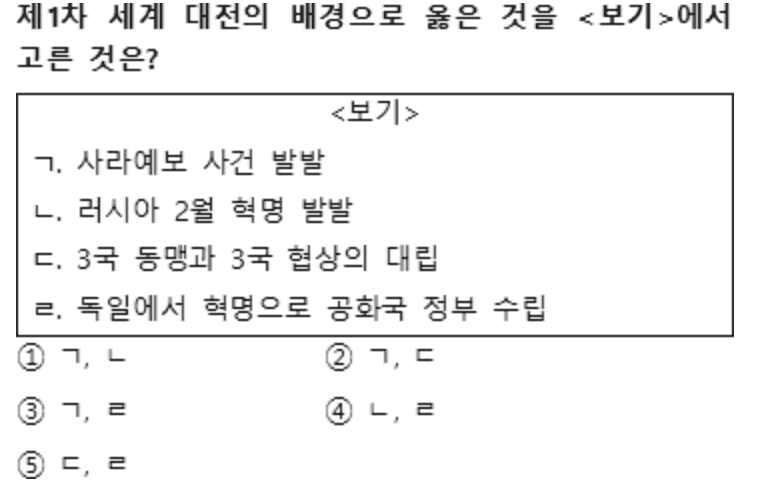 제1차 세계 대전의 배경으로 옳은 것을 <보기>에서
고른 것은?
<보기>
ㄱ. 사라예보 사건 발발
ㄴ. 러시아 2월 혁명 발발
ㄷ. 3국 동맹과 3국 협상의 대립
ㄹ. 독일에서 혁명으로 공화국 정부 수립
① ㄱ, ㄴ ② ㄱ, ㄷ
③ ㄱ, ㄹ ④ ㄴ, ㄹ
⑤ ㄷ, ㄹ